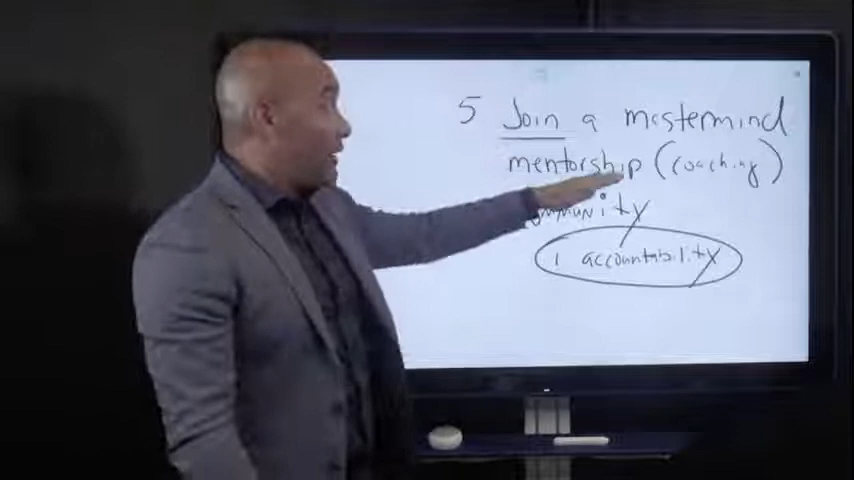 5 Join a mastermind
mentorship (coaching)
community
1 accountability